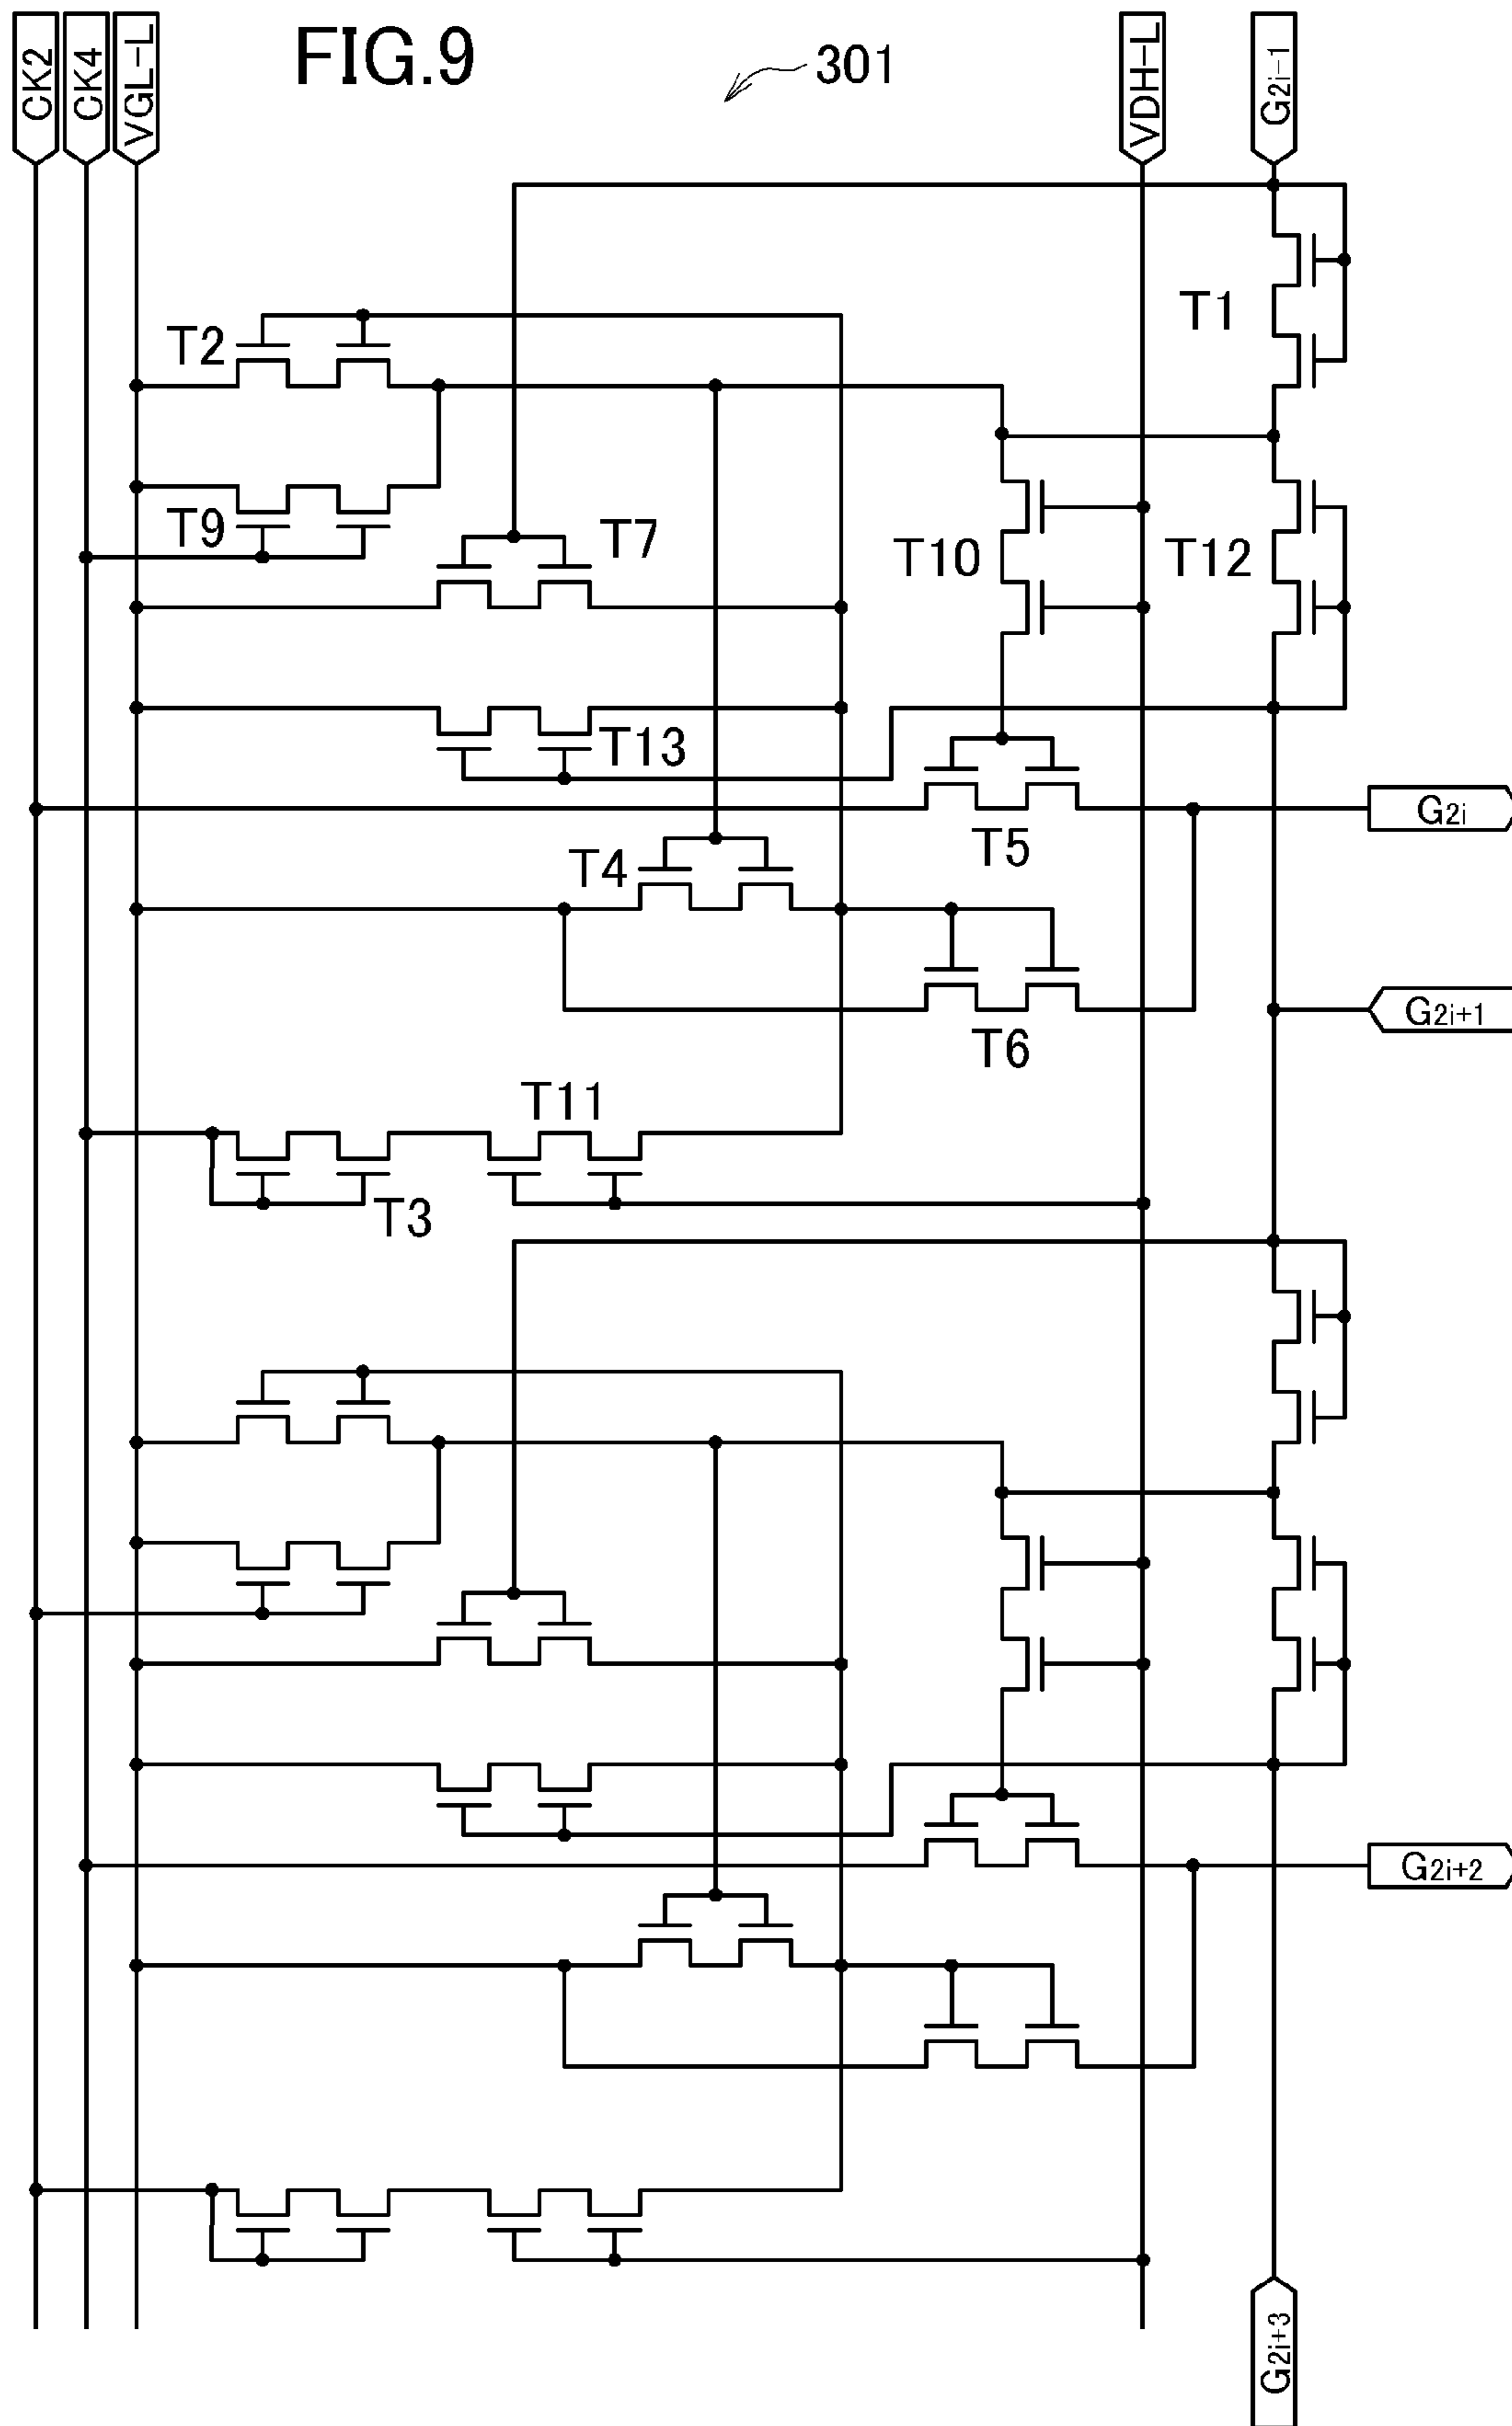 FIG.9
301
CK2
CK4
VGL-L
VDH-L
G2i-1
T1
T2
T9
T7
T10
T12
T13
T5
G2i
T4
T6
G2i+1
T11
T3
G2i+2
G2i+3